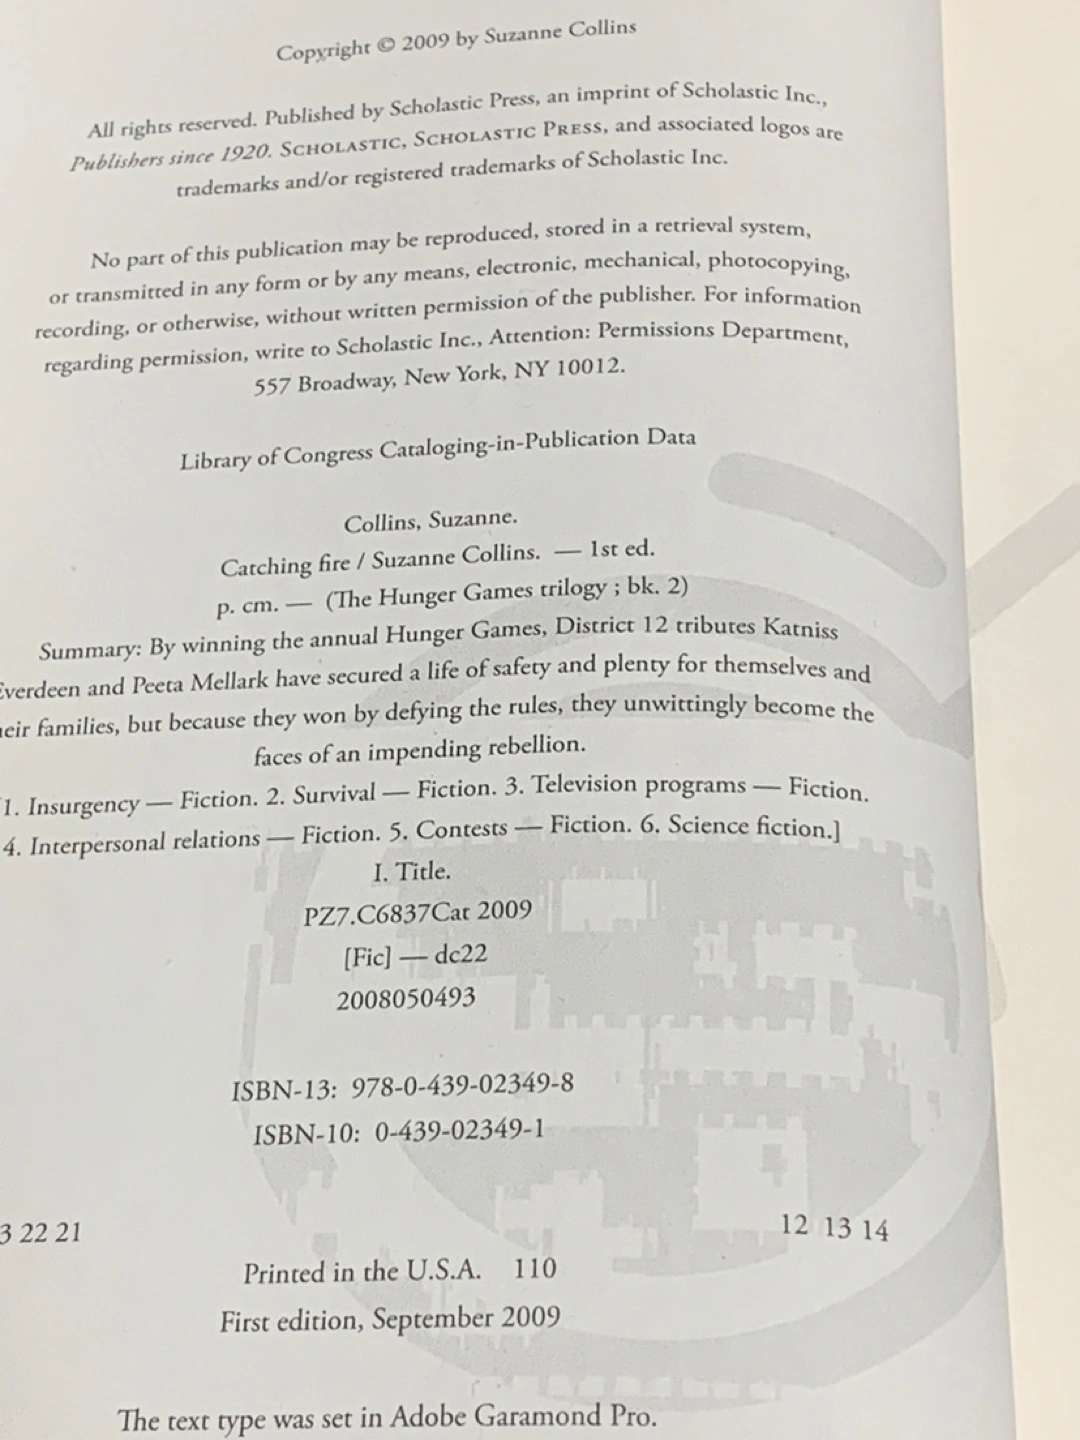 Copyright © 2009 by Suzanne Collins
All rights reserved. Published by Scholastic Press, an imprint of Scholastic Inc.,
Publishers since 1920. SCHOLASTIC, SCHOLASTIC PRESS, and associated logos are
trademarks and/or registered trademarks of Scholastic Inc.
No part of this publication may be reproduced, stored in a retrieval system,
or transmitted in any form or by any means, electronic, mechanical, photocopying,
recording, or otherwise, without written permission of the publisher. For information
regarding permission, write to Scholastic Inc., Attention: Permissions Department,
557 Broadway, New York, NY 10012.
Library of Congress Cataloging-in-Publication Data
Collins, Suzanne.
Catching fire / Suzanne Collins. — 1st ed.
p. cm. — (The Hunger Games trilogy ; bk. 2)
Summary: By winning the annual Hunger Games, District 12 tributes Katniss
Everdeen and Peeta Mellark have secured a life of safety and plenty for themselves and
eir families, but because they won by defying the rules, they unwittingly become the
faces of an impending rebellion.
1. Insurgency — Fiction. 2. Survival — Fiction. 3. Television programs — Fiction.
4. Interpersonal relations — Fiction. 5. Contests — Fiction. 6. Science fiction.]
I. Title.
PZ7.C6837Cat 2009
[Fic] — dc22
2008050493
ISBN-13: 978-0-439-02349-8
ISBN-10: 0-439-02349-1
3 22 21 12 13 14
Printed in the U.S.A. 110
First edition, September 2009
The text type was set in Adobe Garamond Pro.